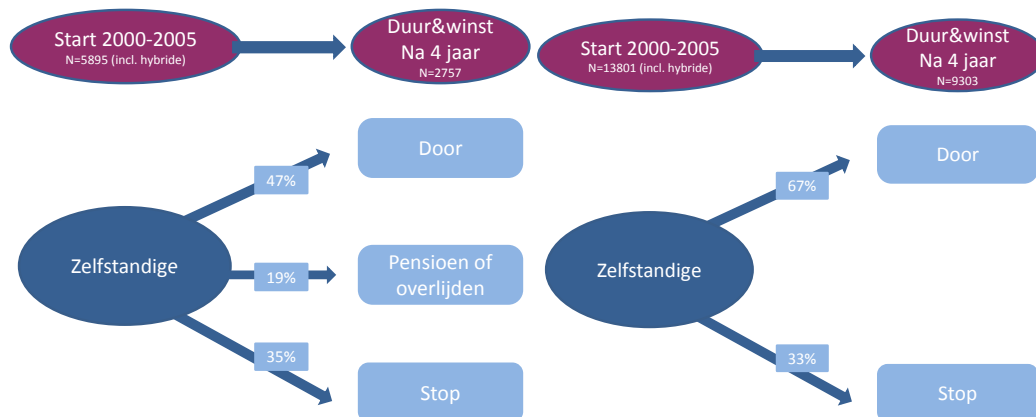 Start 2000-2005
N=5895 (incl. hybride)
Duur&winst
Na 4 jaar
N=2757
Zelfstandige
47%
19%
35%
Door
Pensioen of
overlijden
Stop
Start 2000-2005
N=13801 (incl. hybride)
Duur&winst
Na 4 jaar
N=9303
Zelfstandige
67%
33%
Door
Stop